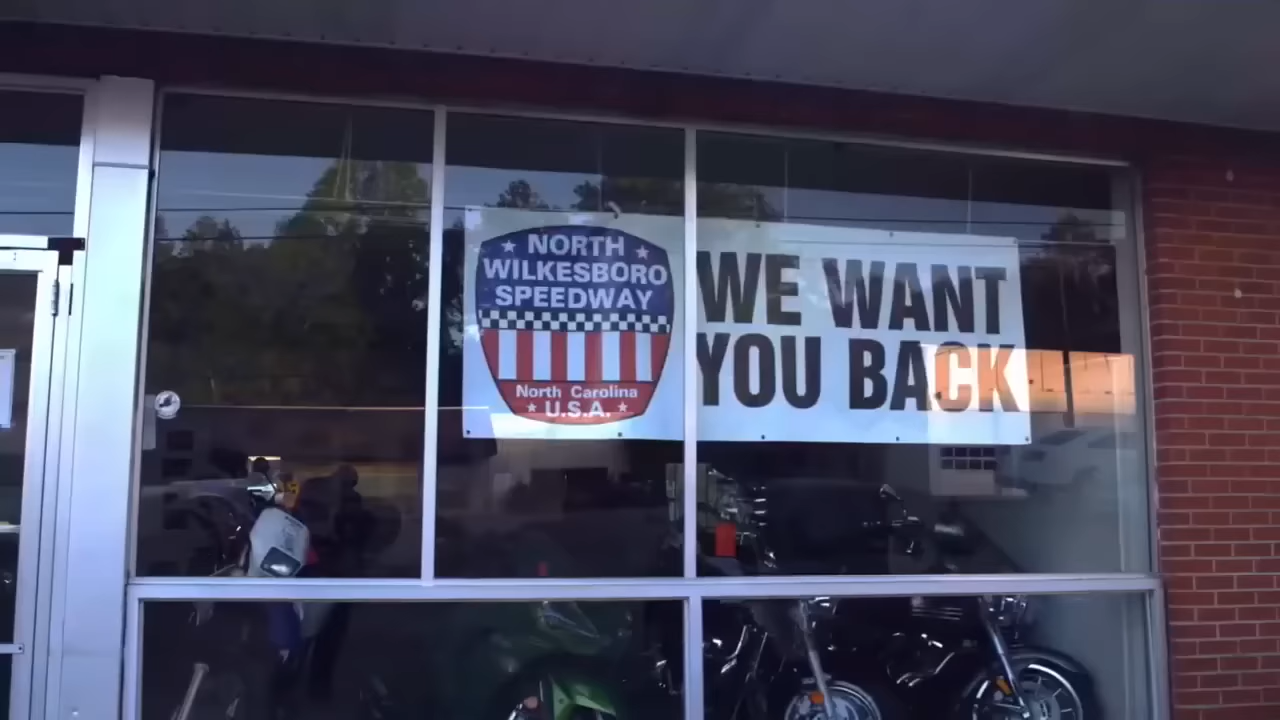 NORTH
WILKESBORO
SPEEDWAY
North Carolina
U.S.A.
WE WANT
YOU BACK